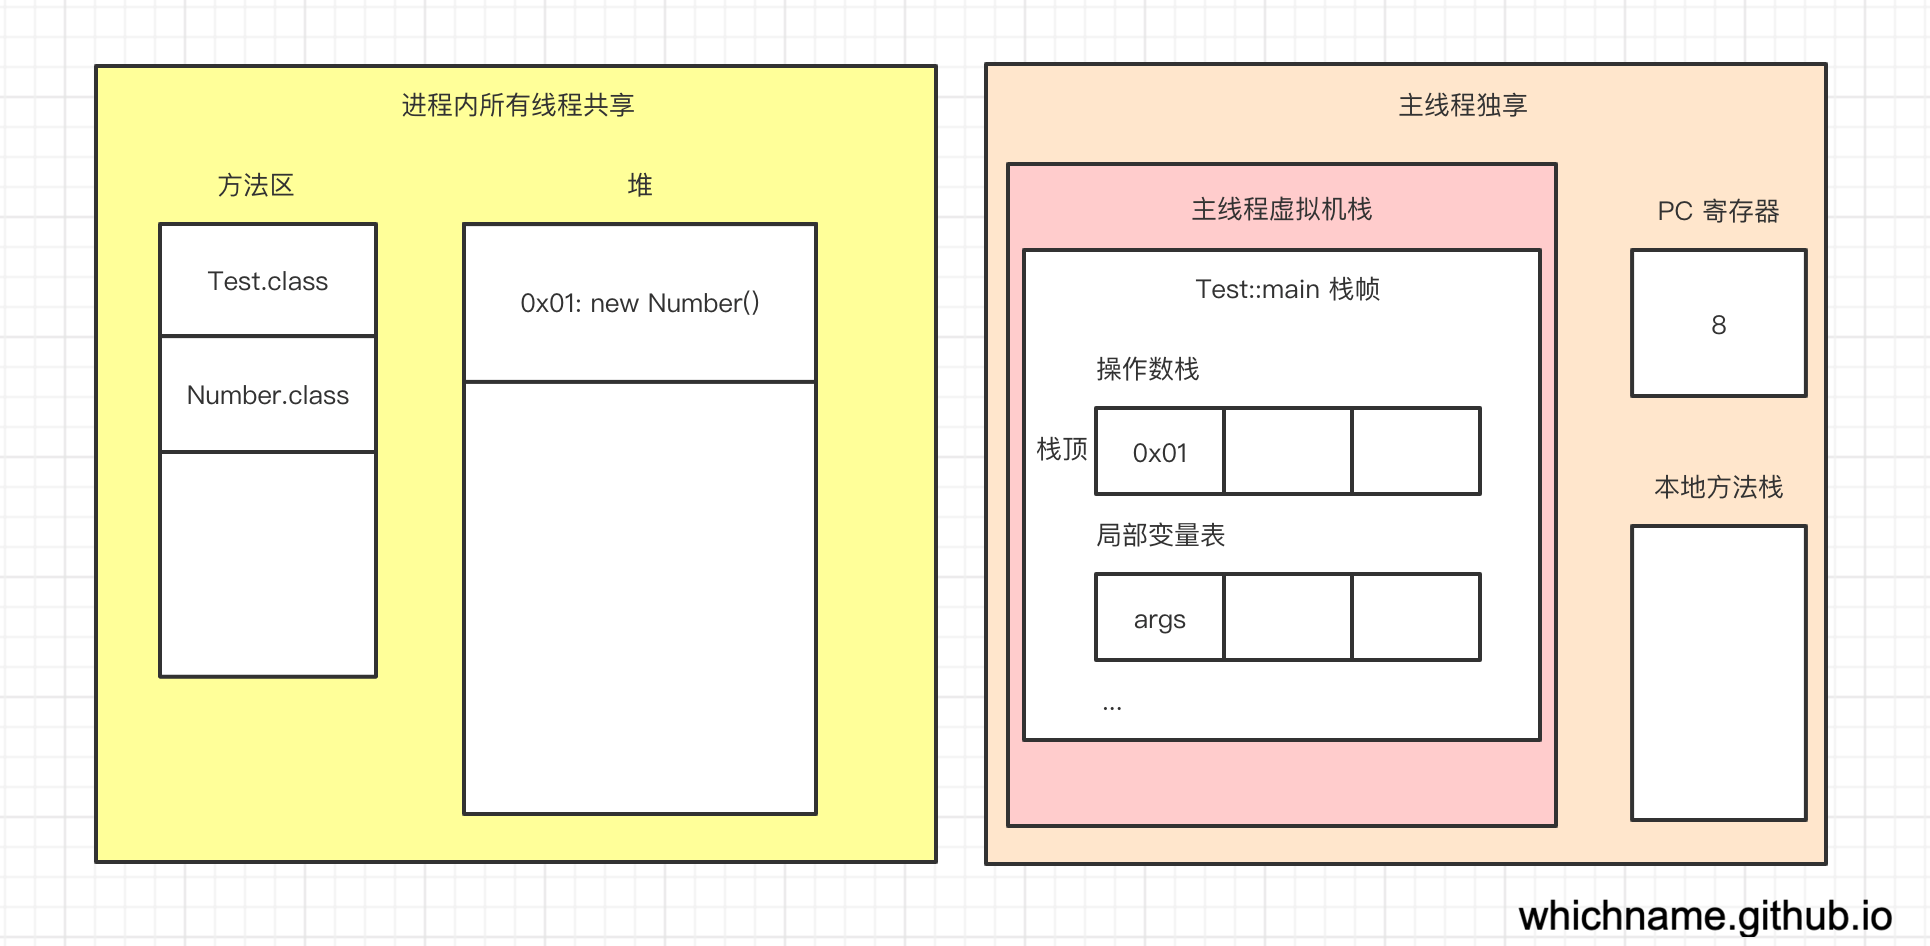 进程内所有线程共享
方法区
堆
Test.class
Number.class
0x01: new Number()
主线程独享
主线程虚拟机栈
Test::main 栈帧
操作数栈
栈顶
0x01
局部变量表
args
...
PC 寄存器
8
本地方法栈
whichname.github.io